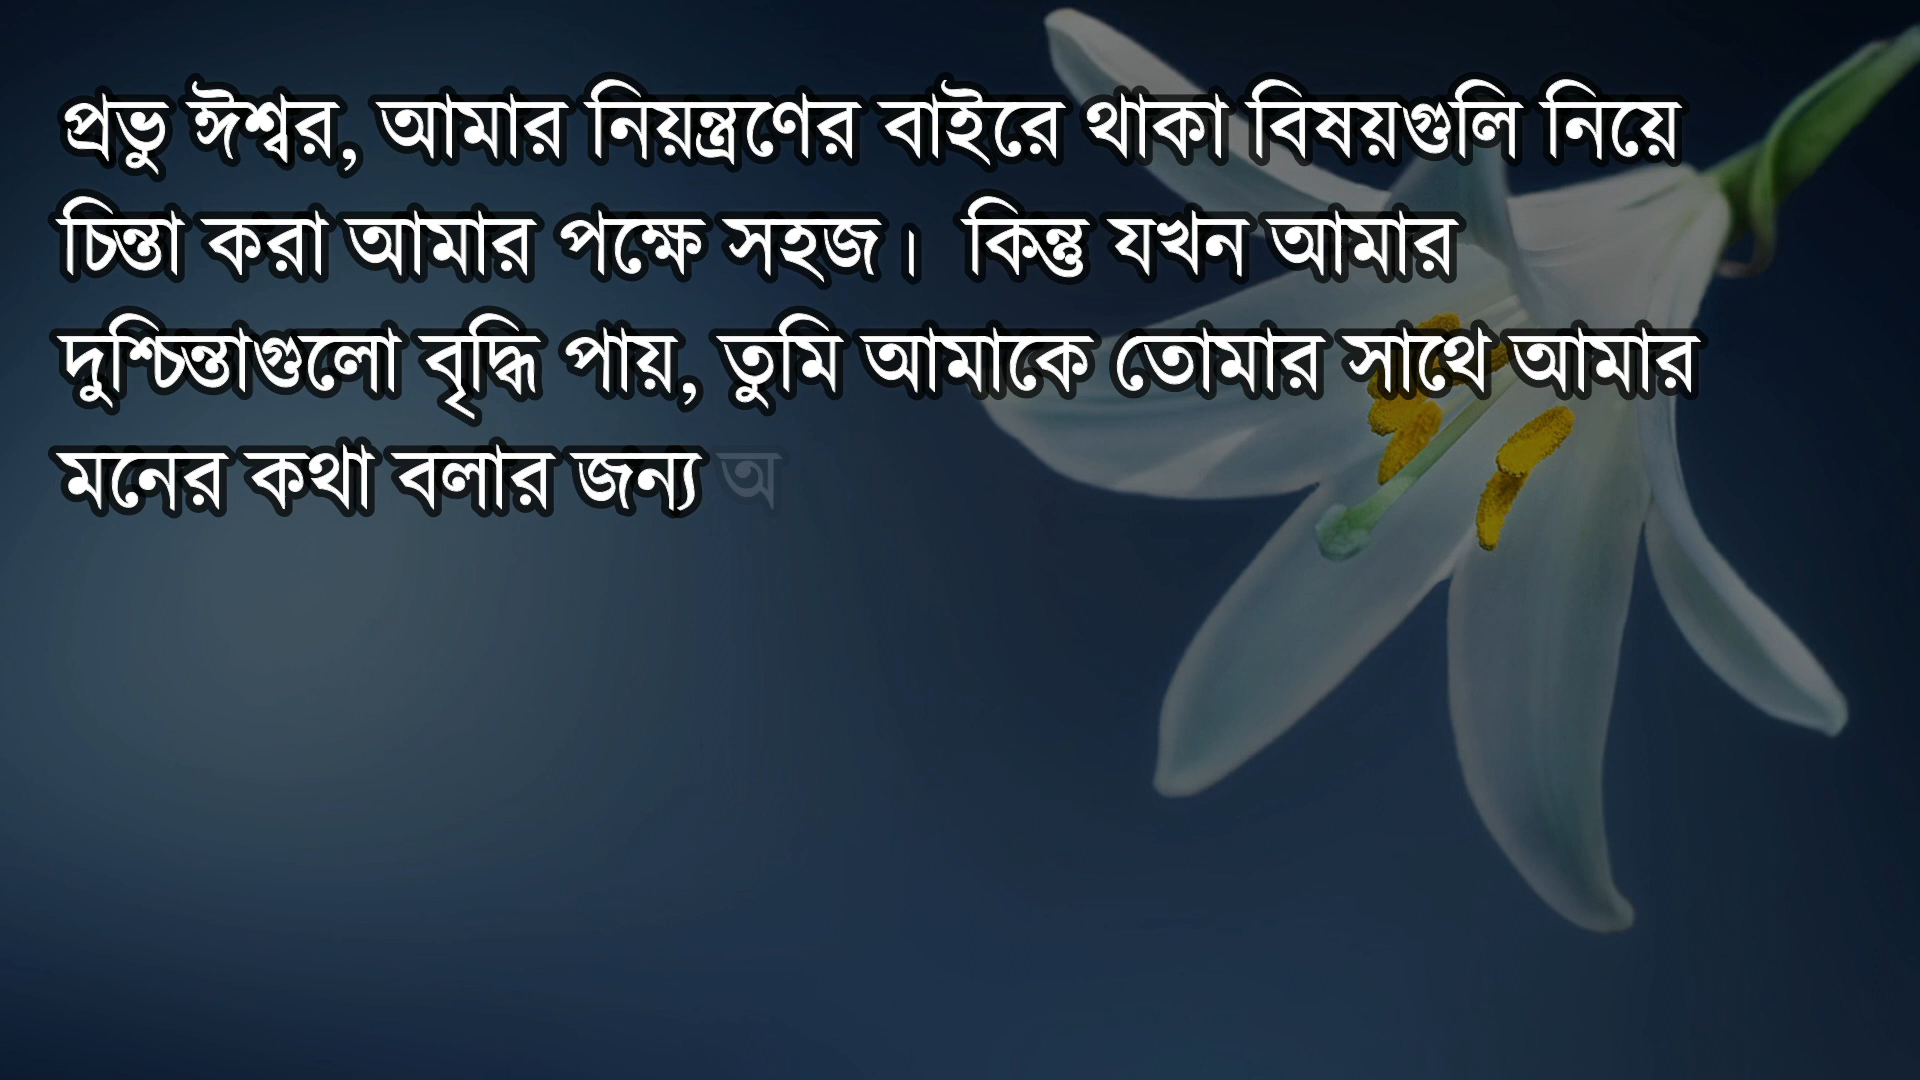 প্রভু ঈশ্বর, আমার নিয়ন্ত্রণের বাইরে থাকা বিষয়গুলি নিয়ে
চিন্তা করা আমার পক্ষে সহজ। কিন্তু যখন আমার
দুশ্চিন্তাগুলো বৃদ্ধি পায়, তুমি আমাকে তোমার সাথে আমার
মনের কথা বলার জন্য অ